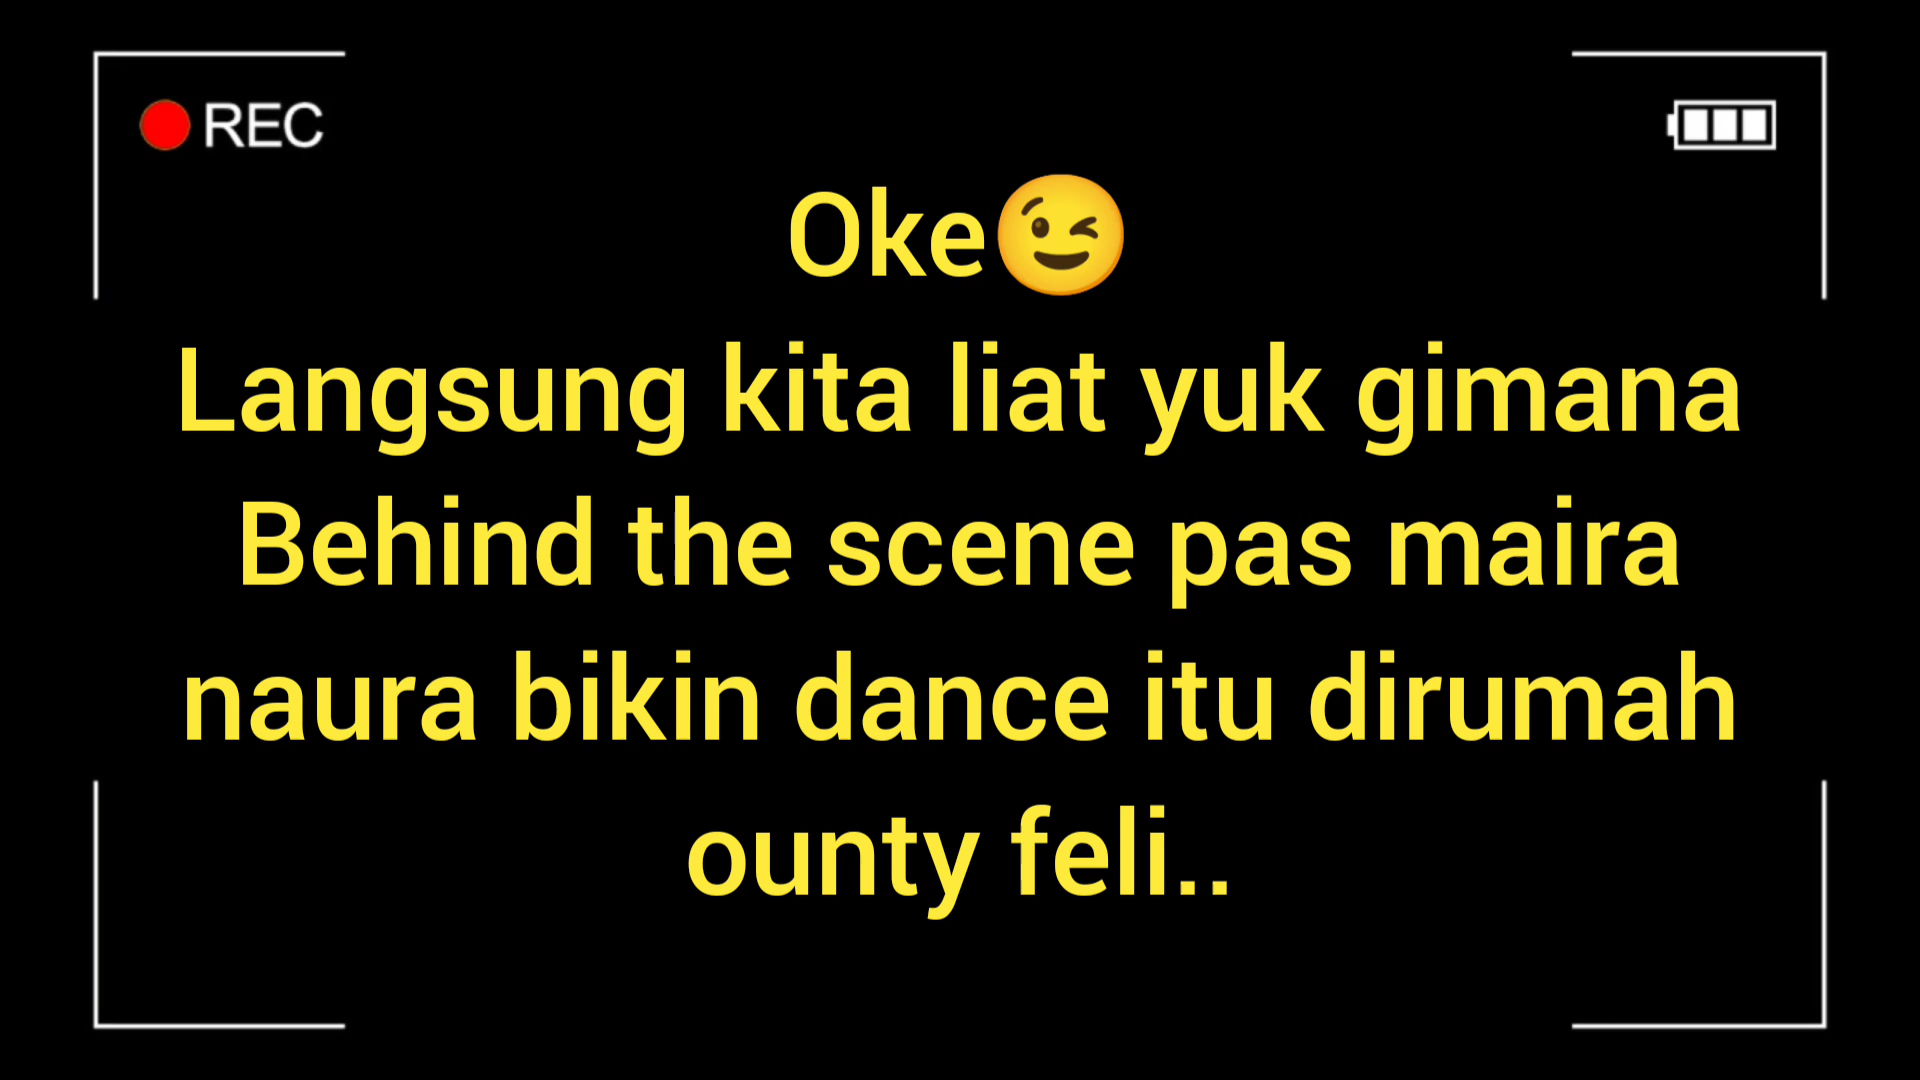 REC
Oke😉
Langsung kita liat yuk gimana
Behind the scene pas maira
naura bikin dance itu dirumah
ounty feli..